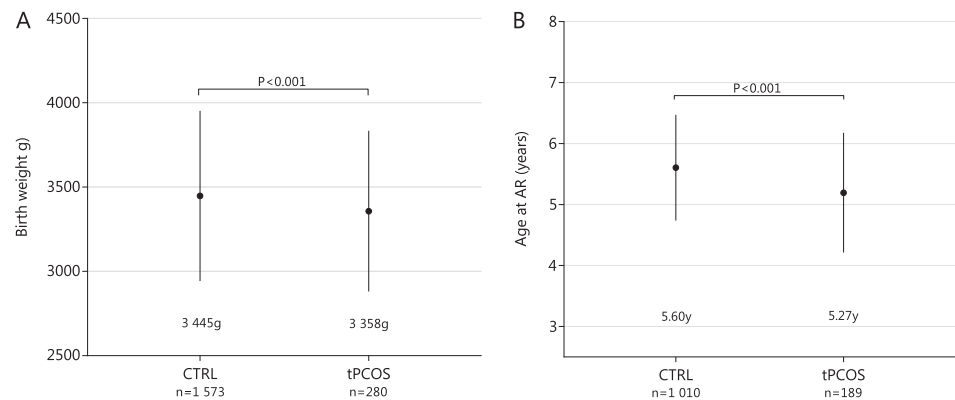 A
Birth weight g)
4500
4000
3500
3000
2500
P<0.001
3 445g
3 358g
CTRL
n=1 573
tPCOS
n=280
B
Age at AR (years)
8
7
6
5
4
3
P<0.001
5.60y
5.27y
CTRL
n=1 010
tPCOS
n=189